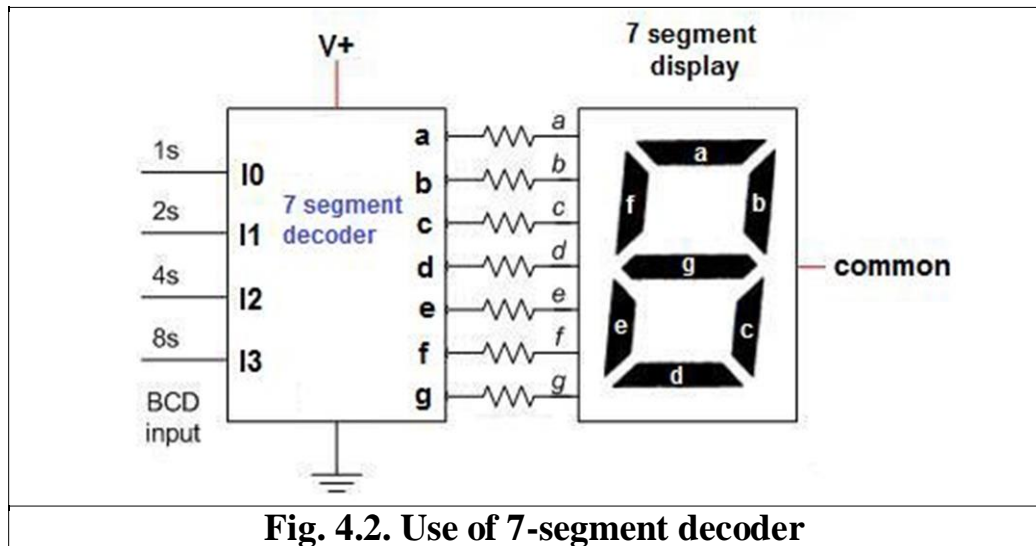 V+
7 segment
display
1s
2s
4s
8s
BCD
input
I0
I1
I2
I3
7 segment
decoder
a
b
c
d
e
f
g
a
b
c
d
e
f
g
a
f
b
g
e
c
d
common
Fig. 4.2. Use of 7-segment decoder